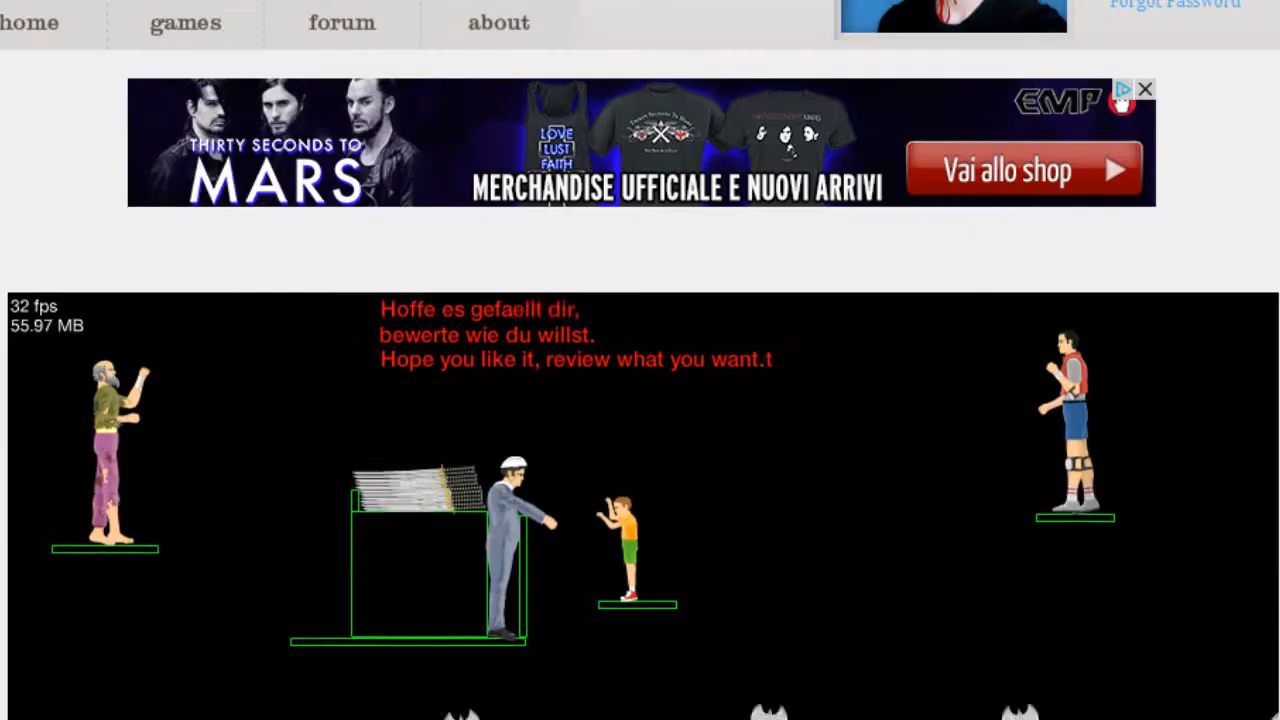 home
games
forum
about
Forgot Password
THIRTY SECONDS TO
MARS
LOVE
LUST
FAITH
EMP
MERCHANDISE UFFICIALE E NUOVI ARRIVI
Vai allo shop
32 fps
55.97 MB
Hoffe es gefaellt dir,
bewerte wie du willst.
Hope you like it, review what you want.t